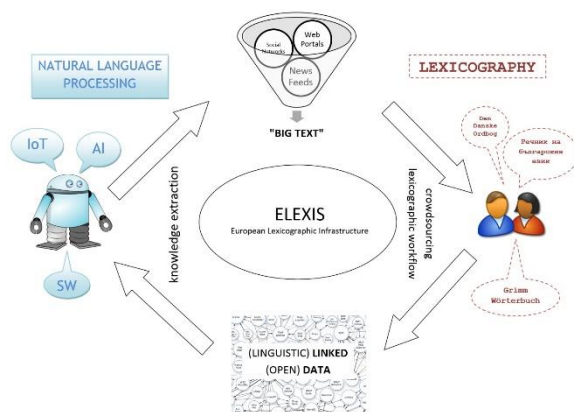 NATURAL LANGUAGE
PROCESSING
Social
Networks
Web
Portals
News
Feeds
"BIG TEXT"
LEXICOGRAPHY
IoT
AI
SW
knowledge extraction
ELEXIS
European Lexicographic Infrastructure
crowdsourcing
lexicographic workflow
Den
Danske
Ordbog
Речник на
българския
език
Grimm
Wörterbuch
(LINGUISTIC) LINKED
(OPEN) DATA